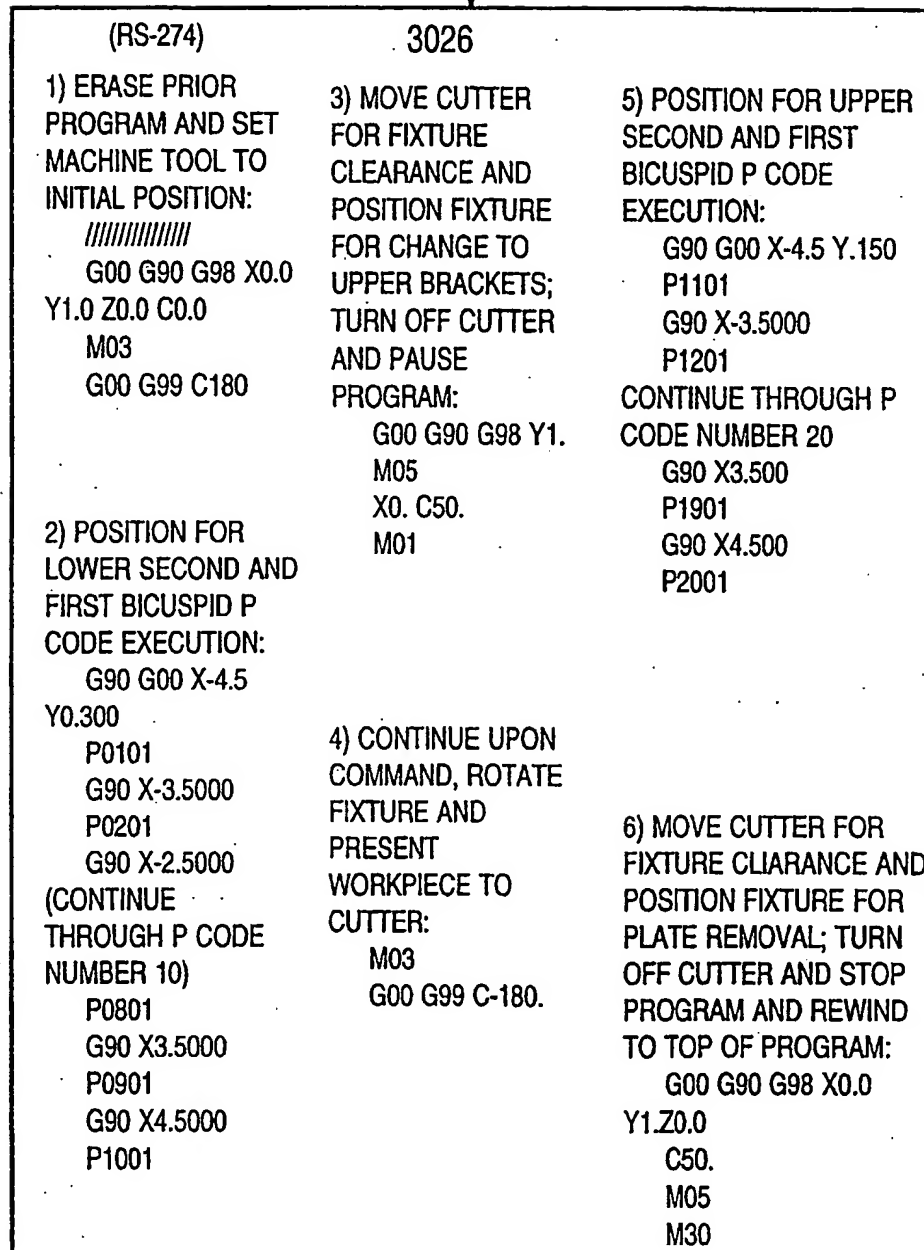 (RS-274)
3026
1) ERASE PRIOR
PROGRAM AND SET
MACHINE TOOL TO
INITIAL POSITION:
////////////////
G00 G90 G98 X0.0
Y1.0 Z0.0 C0.0
M03
G00 G99 C180
2) POSITION FOR
LOWER SECOND AND
FIRST BICUSPID P
CODE EXECUTION:
G90 G00 X-4.5
Y0.300
P0101
G90 X-3.5000
P0201
G90 X-2.5000
(CONTINUE
THROUGH P CODE
NUMBER 10)
P0801
G90 X3.5000
P0901
G90 X4.5000
P1001
3) MOVE CUTTER
FOR FIXTURE
CLEARANCE AND
POSITION FIXTURE
FOR CHANGE TO
UPPER BRACKETS;
TURN OFF CUTTER
AND PAUSE
PROGRAM:
G00 G90 G98 Y1.
M05
X0. C50.
M01
4) CONTINUE UPON
COMMAND, ROTATE
FIXTURE AND
PRESENT
WORKPIECE TO
CUTTER:
M03
G00 G99 C-180.
5) POSITION FOR UPPER
SECOND AND FIRST
BICUSPID P CODE
EXECUTION:
G90 G00 X-4.5 Y.150
P1101
G90 X-3.5000
P1201
CONTINUE THROUGH P
CODE NUMBER 20
G90 X3.500
P1901
G90 X4.500
P2001
6) MOVE CUTTER FOR
FIXTURE CLIARANCE AND
POSITION FIXTURE FOR
PLATE REMOVAL; TURN
OFF CUTTER AND STOP
PROGRAM AND REWIND
TO TOP OF PROGRAM:
G00 G90 G98 X0.0
Y1.Z0.0
C50.
M05
M30